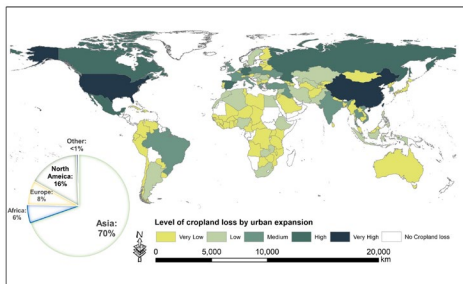 Other:
<1%
North
Ameica:
16%
Europe:
8%
Africa:
6%
Asia:
70%
Level of cropland loss by urban expansion
Very Low Low Medium High Very High No Cropland loss
N
0 5,000 10,000 20,000
km